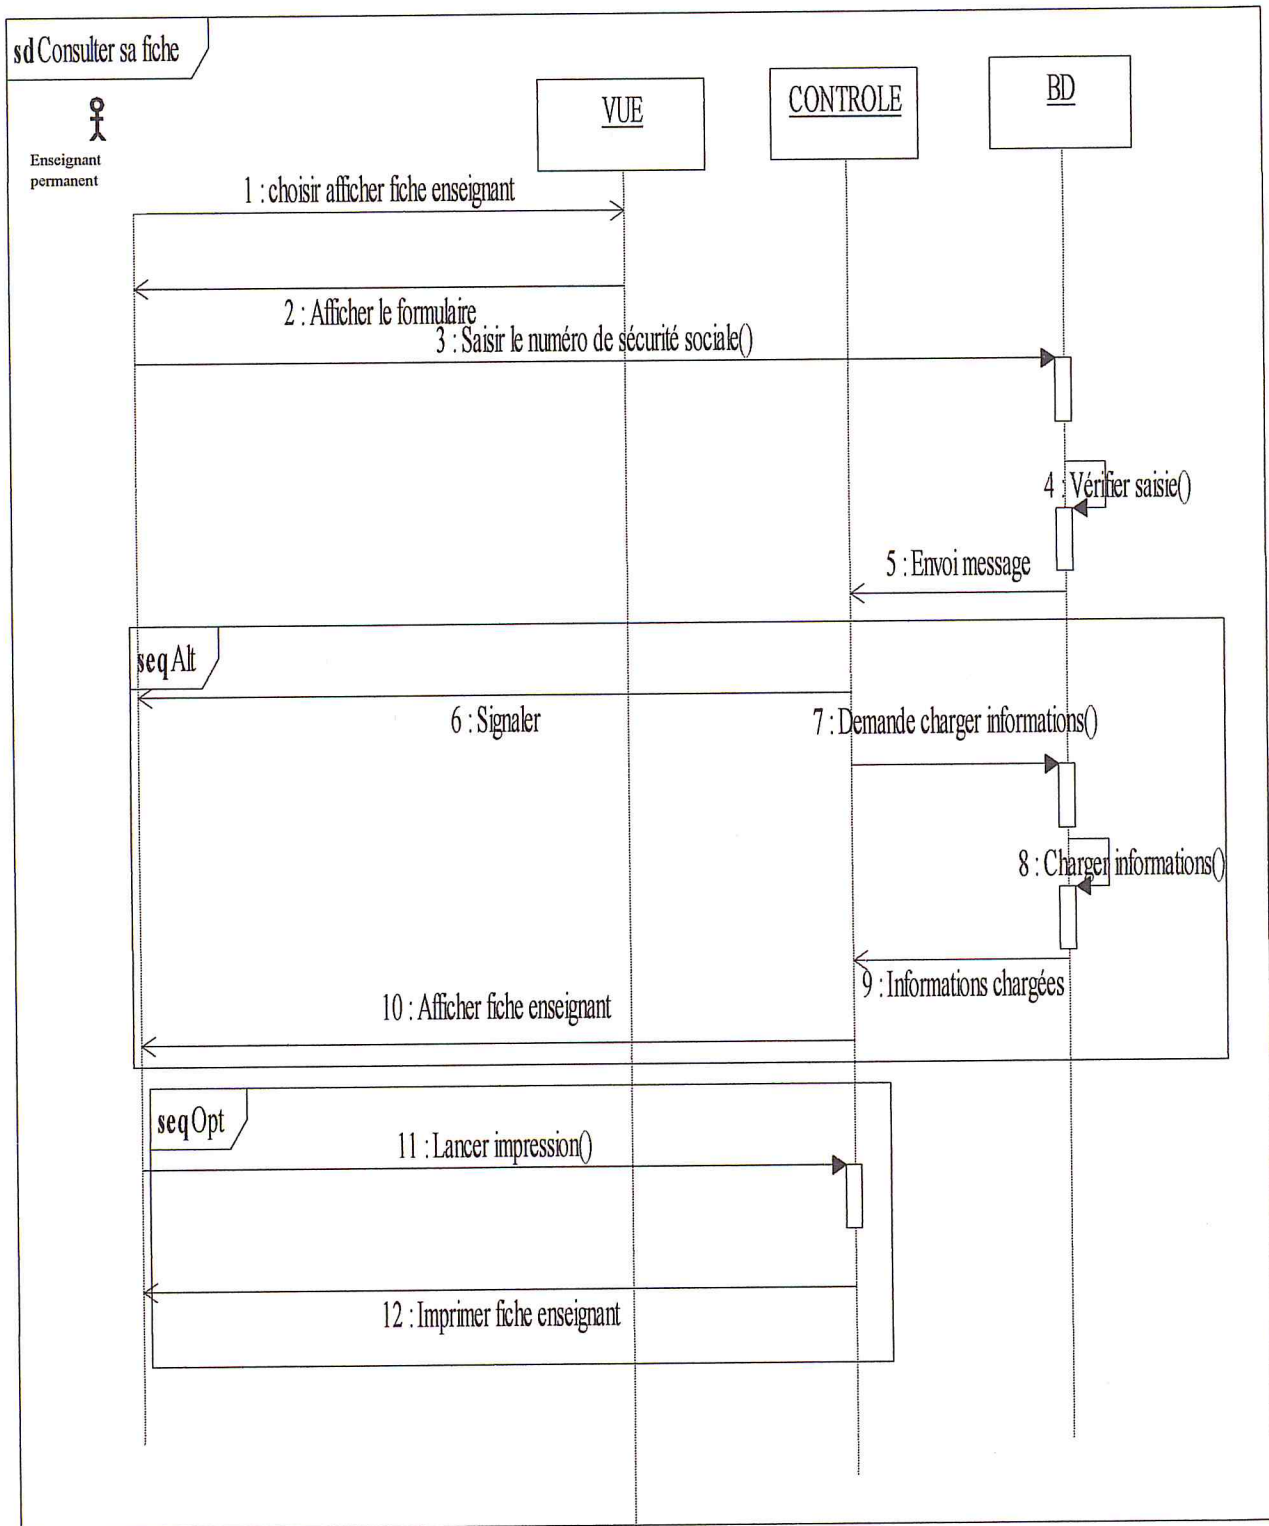 sd Consulter sa fiche
Enseignant
permanent
VUE
CONTROLE
BD
1 : choisir afficher fiche enseignant
2 : Afficher le formulaire
3 : Saisir le numéro de sécurité sociale()
4 : Vérifier saisie()
5 : Envoi message
seq Alt
6 : Signaler
7 : Demande charger informations()
8 : Charger informations()
9 : Informations chargées
10 : Afficher fiche enseignant
seq Opt
11 : Lancer impression()
12 : Imprimer fiche enseignant